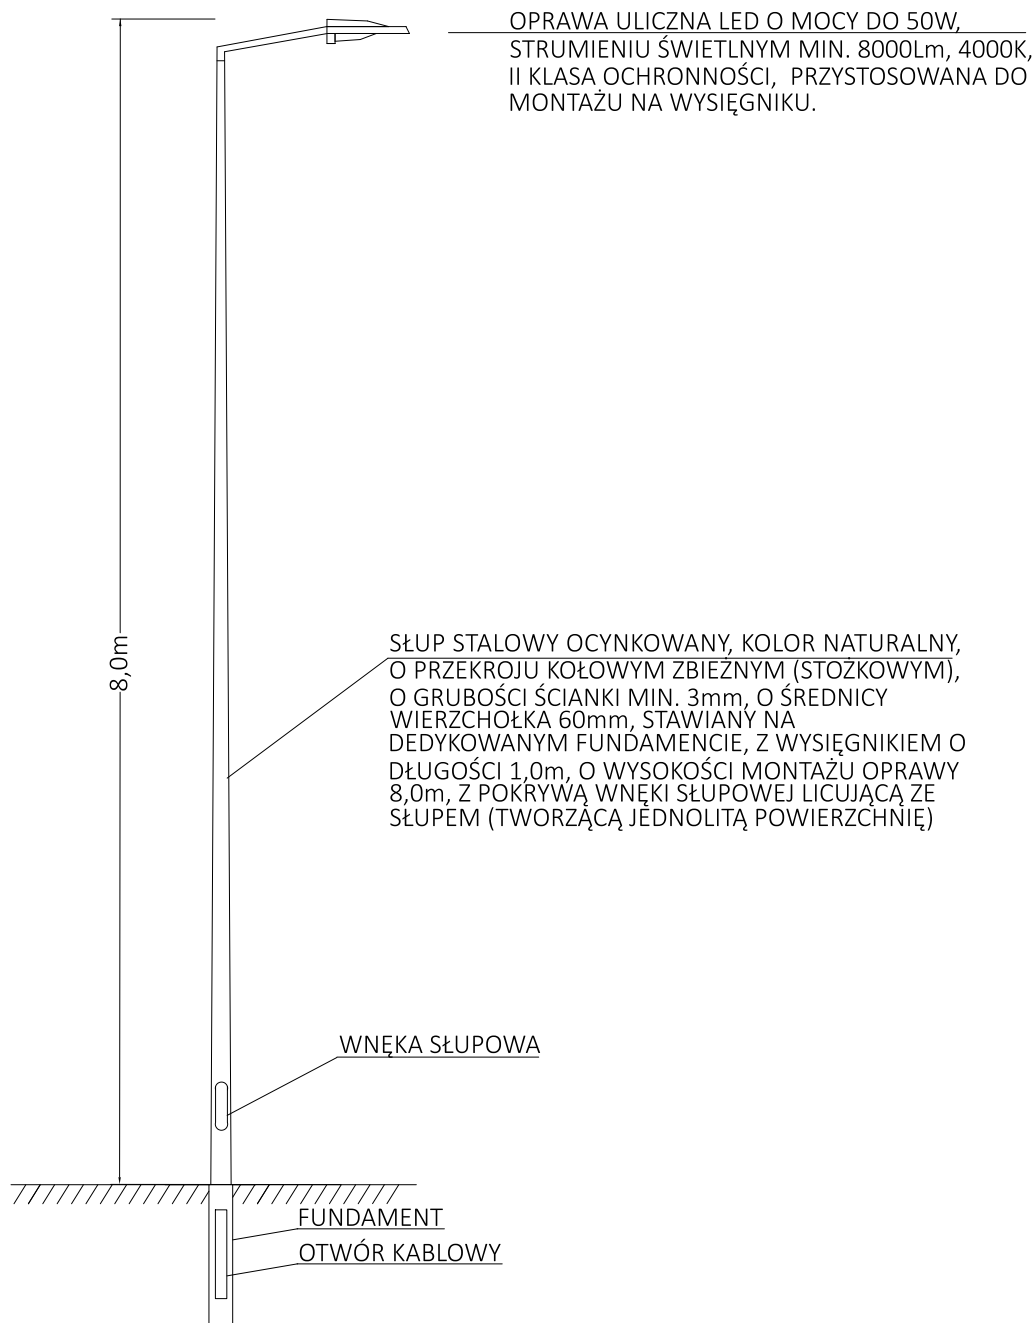 OPRAWA ULICZNA LED O MOCY DO 50W,
STRUMIENIU ŚWIETLNYM MIN. 8000Lm, 4000K,
II KLASA OCHRONNOŚCI, PRZYSTOSOWANA DO
MONTAŻU NA WYSIĘGNIKU.
8,0m
SŁUP STALOWY OCYNKOWANY, KOLOR NATURALNY,
O PRZEKROJU KOŁOWYM ZBIEŻNYM (STOŻKOWYM),
O GRUBOŚCI ŚCIANKI MIN. 3mm, O ŚREDNICY
WIERZCHOŁKA 60mm, STAWIANY NA
DEDYKOWANYM FUNDAMENCIE, Z WYSIĘGNIKIEM O
DŁUGOŚCI 1,0m, O WYSOKOŚCI MONTAŻU OPRAWY
8,0m, Z POKRYWĄ WNĘKI SŁUPOWEJ LICUJĄCĄ ZE
SŁUPEM (TWORZĄCĄ JEDNOLITĄ POWIERZCHNIĘ)
WNĘKA SŁUPOWA
FUNDAMENT
OTWÓR KABLOWY